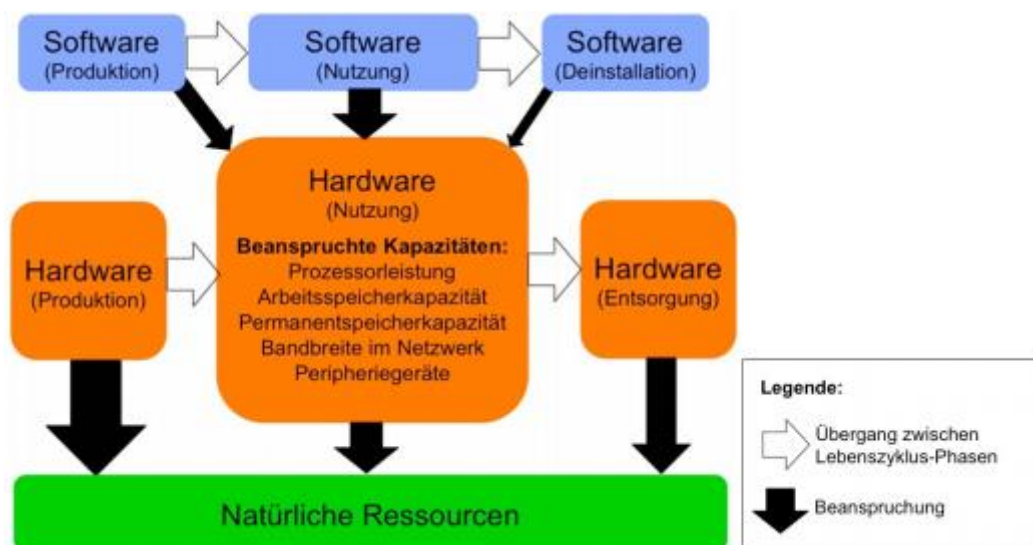 Software
(Produktion)
Software
(Nutzung)
Software
(Deinstallation)
Hardware
(Nutzung)
Beanspruchte Kapazitäten:
Prozessorleistung
Arbeitsspeicherkapazität
Permanentspeicherkapazität
Bandbreite im Netzwerk
Peripheriegeräte
Hardware
(Produktion)
Hardware
(Entsorgung)
Natürliche Ressourcen
Legende:
Übergang zwischen
Lebenszyklus-Phasen
Beanspruchung